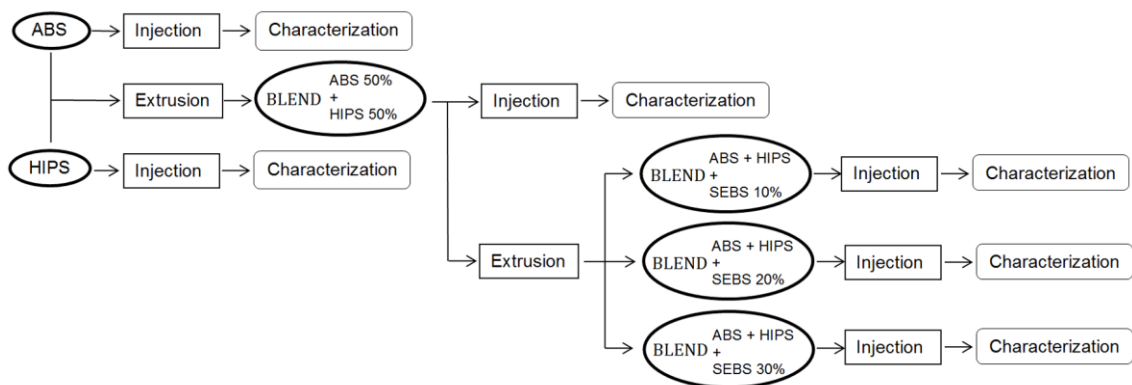 ABS
Injection
Characterization
Extrusion
BLEND
ABS 50%
+
HIPS 50%
Injection
Characterization
HIPS
Injection
Characterization
BLEND
ABS + HIPS
+
SEBS 10%
Injection
Characterization
Extrusion
BLEND
ABS + HIPS
+
SEBS 20%
Injection
Characterization
BLEND
ABS + HIPS
+
SEBS 30%
Injection
Characterization